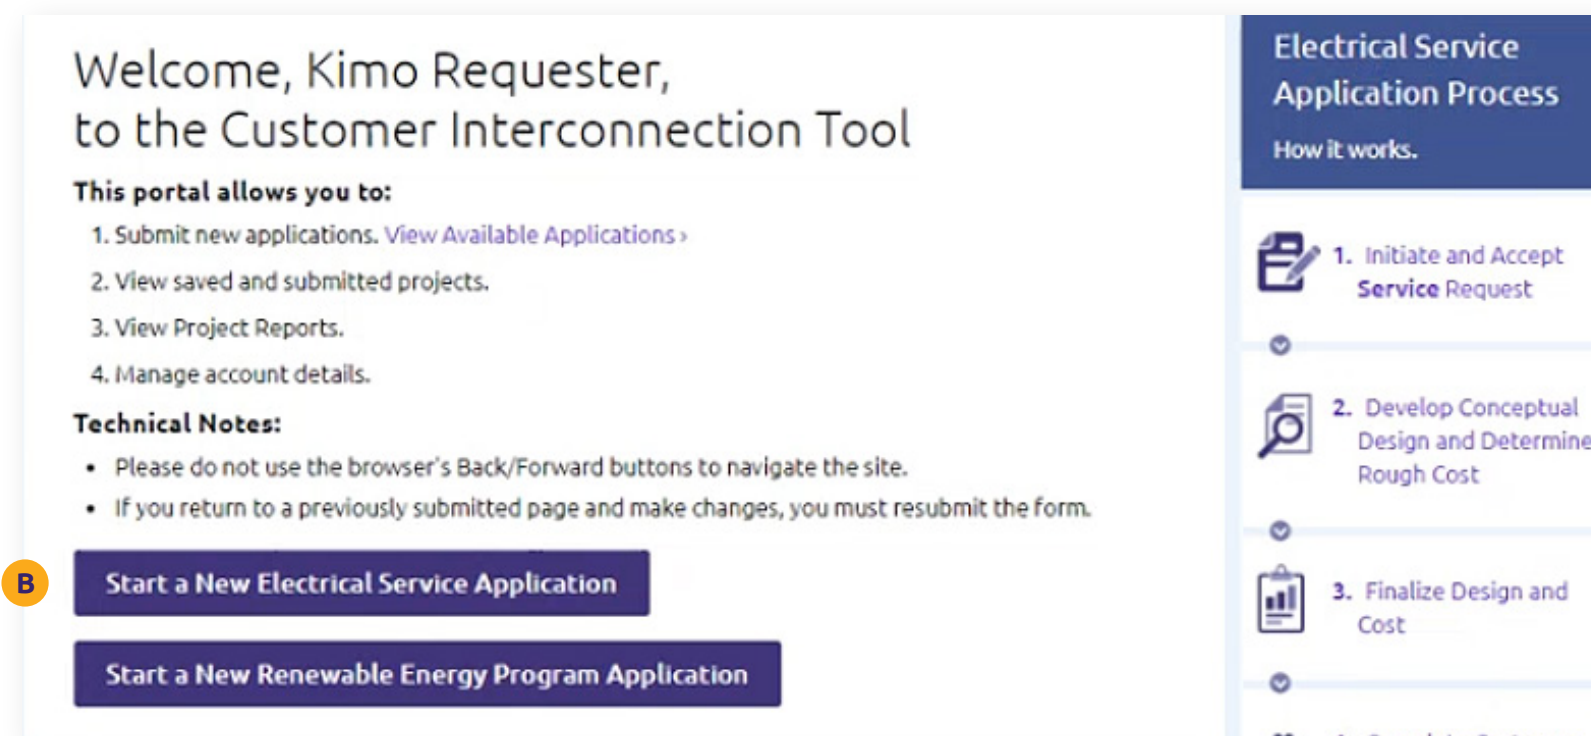 Welcome, Kimo Requester,
to the Customer Interconnection Tool
This portal allows you to:
1. Submit new applications. View Available Applications ›
2. View saved and submitted projects.
3. View Project Reports.
4. Manage account details.
Technical Notes:
• Please do not use the browser's Back/Forward buttons to navigate the site.
• If you return to a previously submitted page and make changes, you must resubmit the form.
B
Start a New Electrical Service Application
Start a New Renewable Energy Program Application
Electrical Service
Application Process
How it works.
1. Initiate and Accept
Service Request
2. Develop Conceptual
Design and Determine
Rough Cost
3. Finalize Design and
Cost